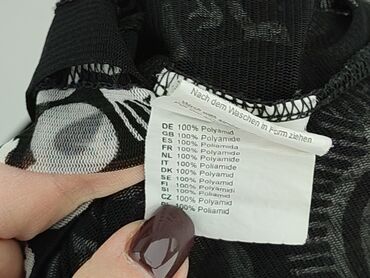 Nach dem Waschen in Form ziehen
DE 100% Polyamid
GB 100% Polyamide
ES 100% Poliamida
FR 100% Polyamide
NL 100% Polyamide
IT 100% Poliammide
DK 100% Polyamid
SE 100% Polyamid
FI 100% Polyamidi
SI 100% Poliamid
CZ 100% Polyamid
100% Poliamid